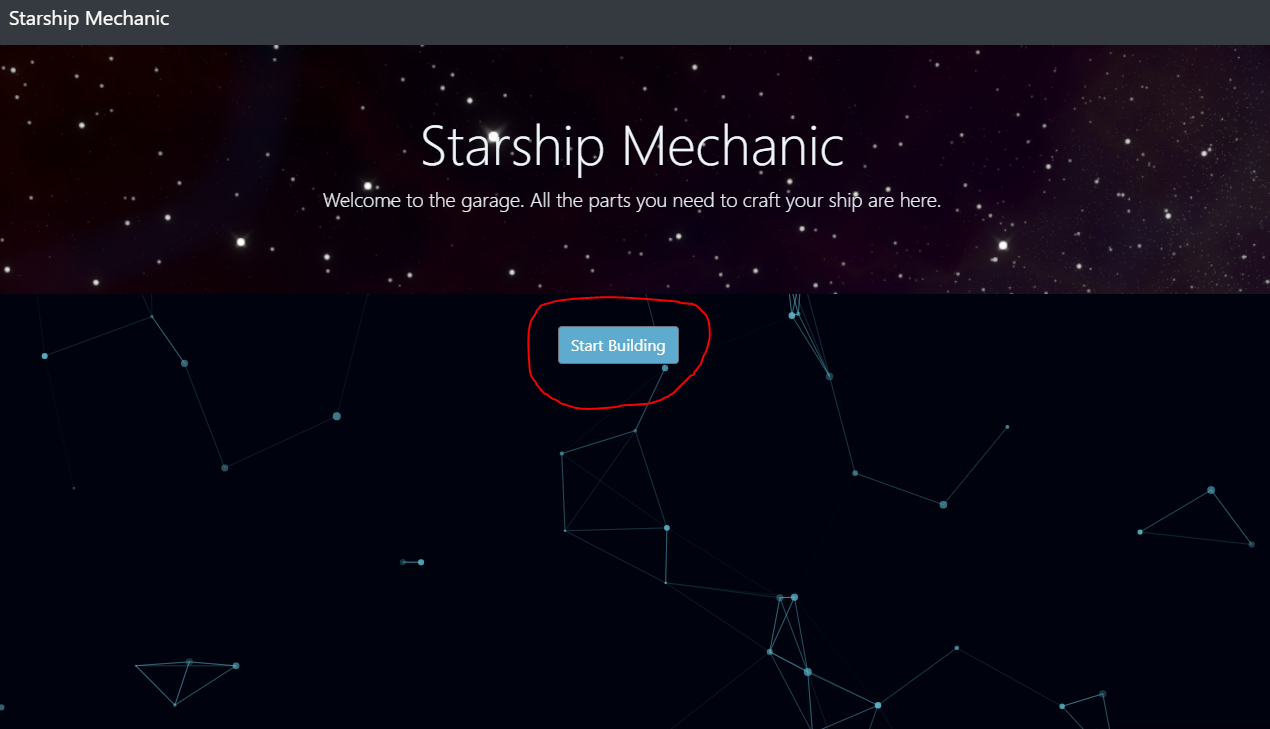 Starship Mechanic
Starship Mechanic
Welcome to the garage. All the parts you need to craft your ship are here.
Start Building